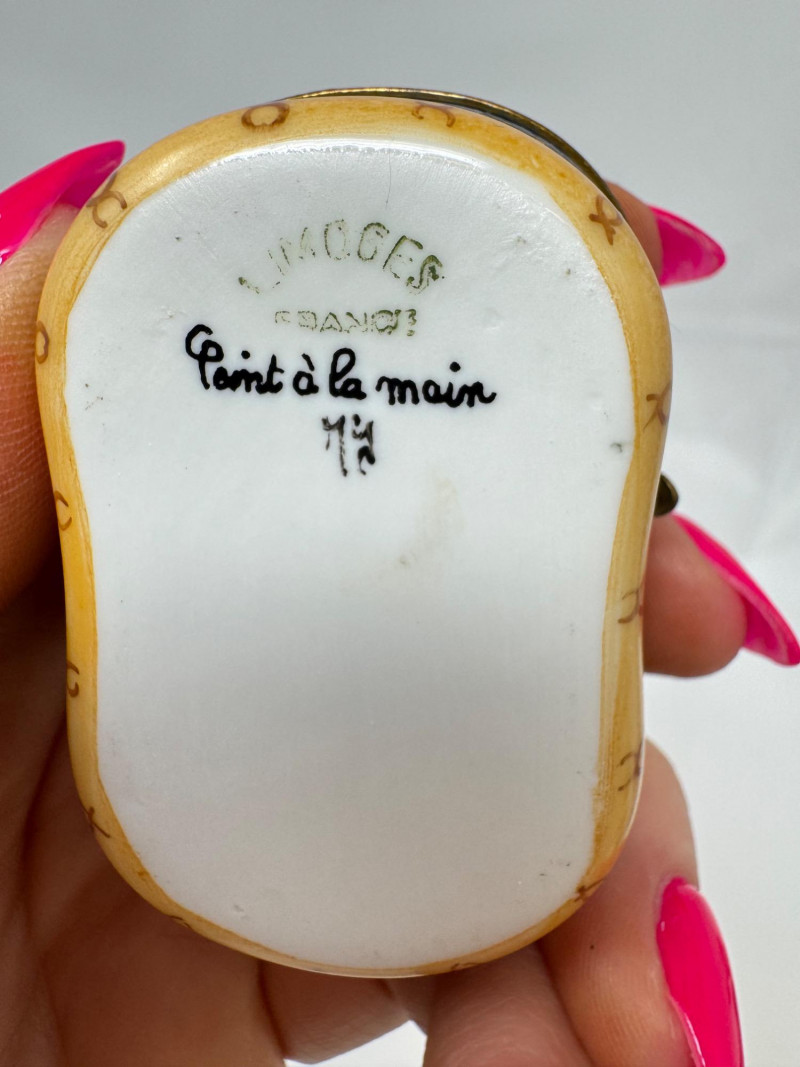 LIMOGES
FRANCE
Peint à la main